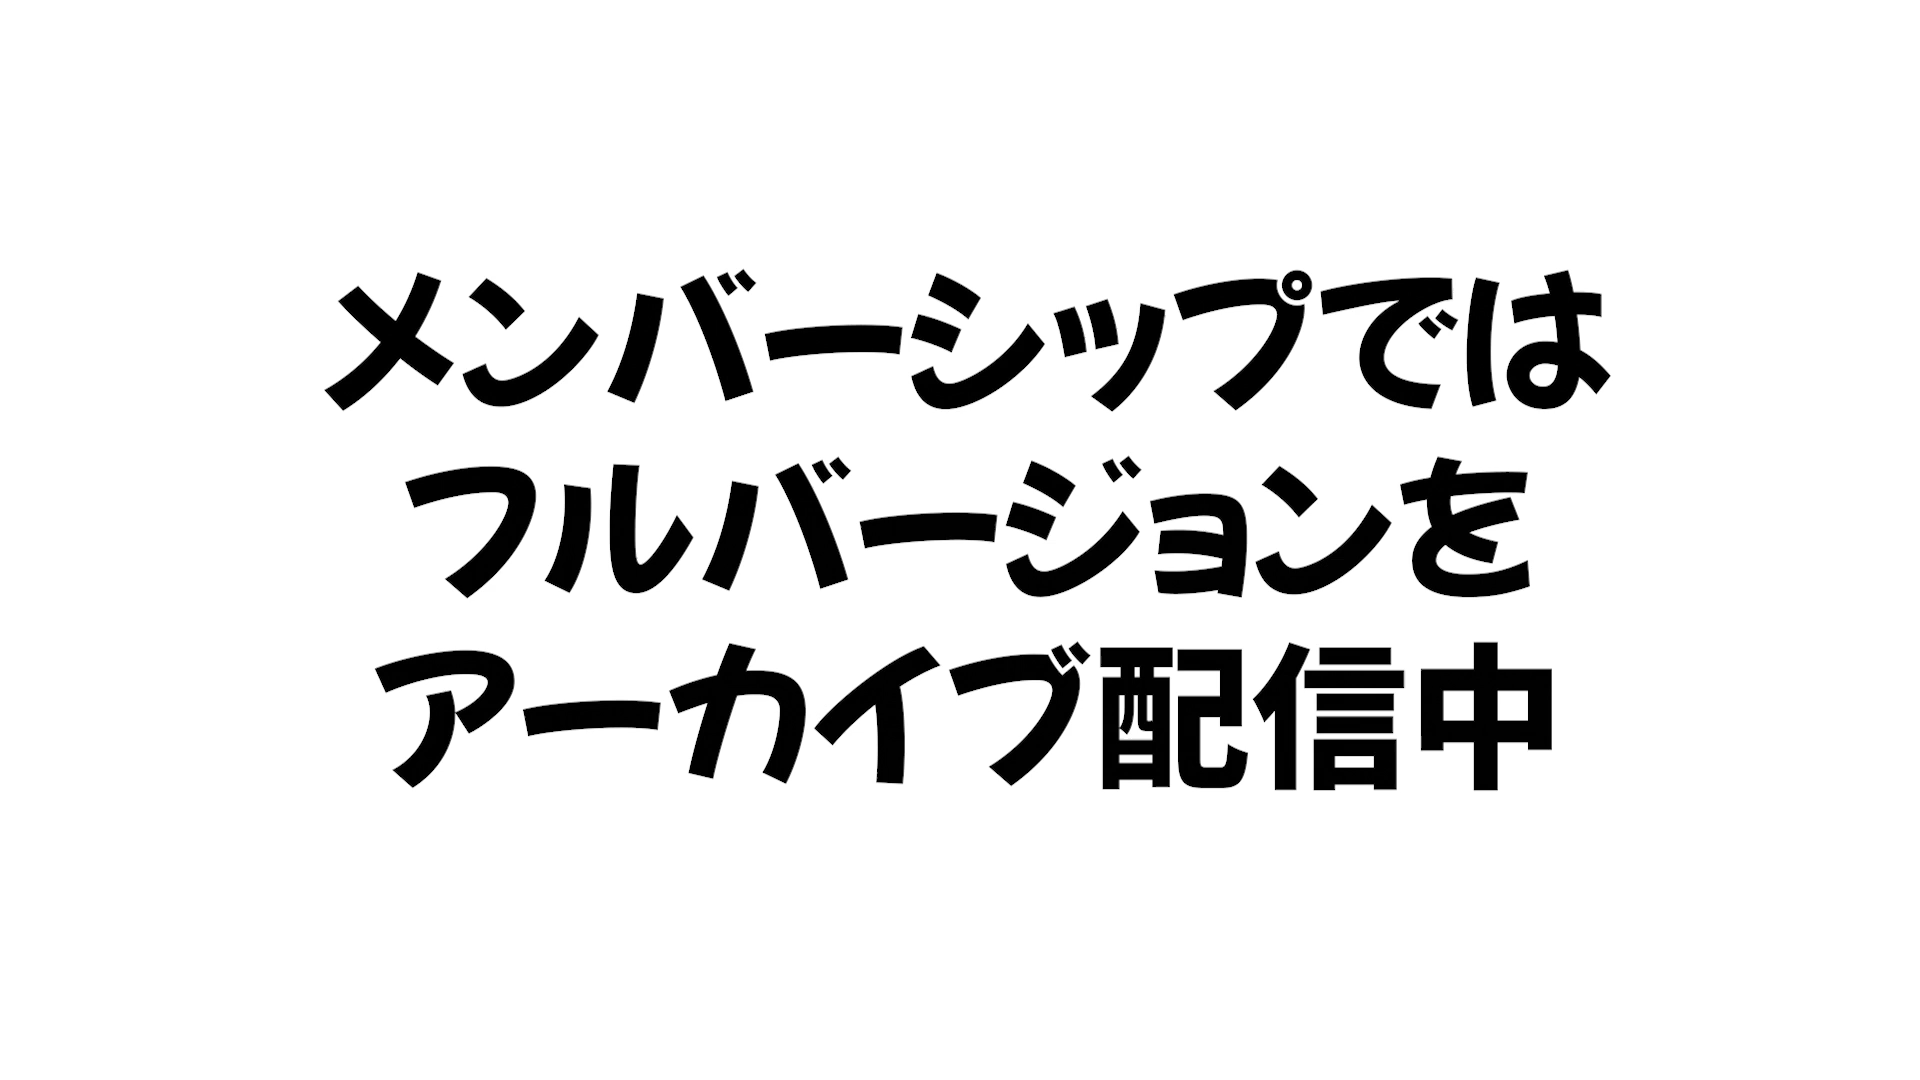 メンバーシップでは
フルバージョンを
アーカイブ配信中